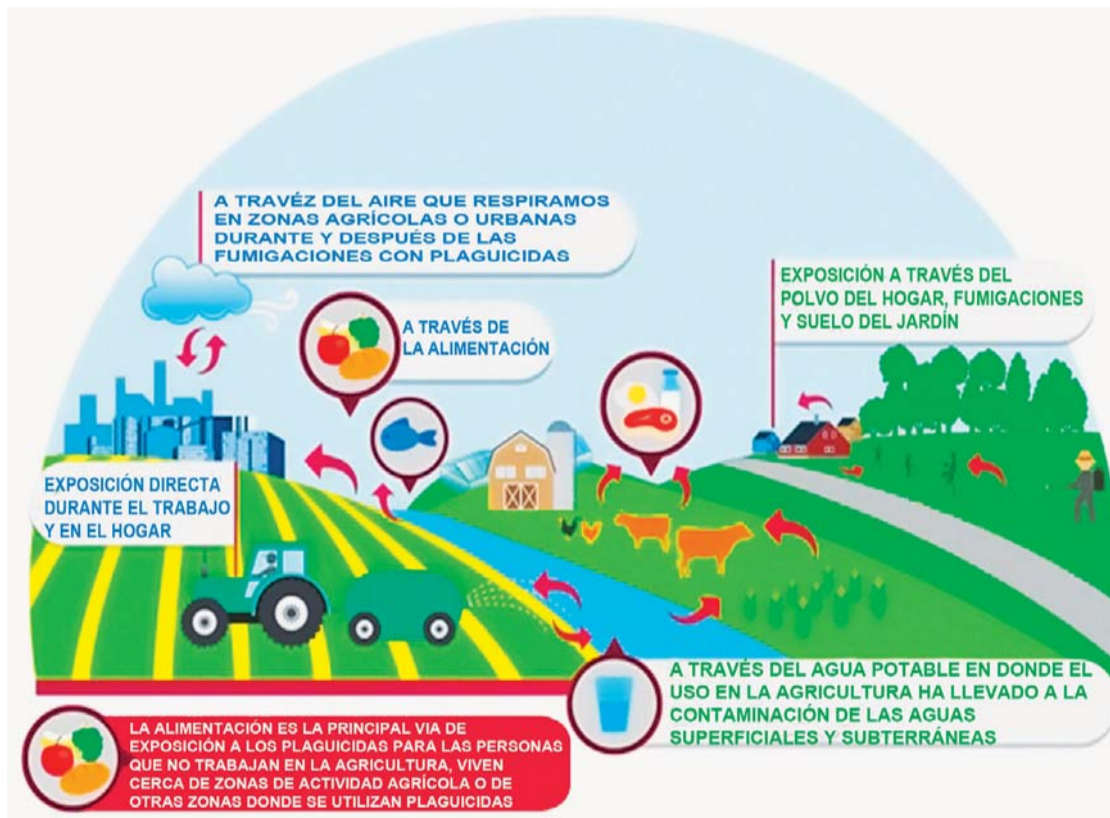 A TRAVÉZ DEL AIRE QUE RESPIRAMOS
EN ZONAS AGRÍCOLAS O URBANAS
DURANTE Y DESPUÉS DE LAS
FUMIGACIONES CON PLAGUICIDAS
EXPOSICIÓN A TRAVÉS DEL
POLVO DEL HOGAR, FUMIGACIONES
Y SUELO DEL JARDÍN
A TRAVÉS DE
LA ALIMENTACIÓN
EXPOSICIÓN DIRECTA
DURANTE EL TRABAJO
Y EN EL HOGAR
A TRAVÉS DEL AGUA POTABLE EN DONDE EL
USO EN LA AGRICULTURA HA LLEVADO A LA
CONTAMINACIÓN DE LAS AGUAS
SUPERFICIALES Y SUBTERRÁNEAS
LA ALIMENTACIÓN ES LA PRINCIPAL VIA DE
EXPOSICIÓN A LOS PLAGUICIDAS PARA LAS PERSONAS
QUE NO TRABAJAN EN LA AGRICULTURA, VIVEN
CERCA DE ZONAS DE ACTIVIDAD AGRÍCOLA O DE
OTRAS ZONAS DONDE SE UTILIZAN PLAGUICIDAS